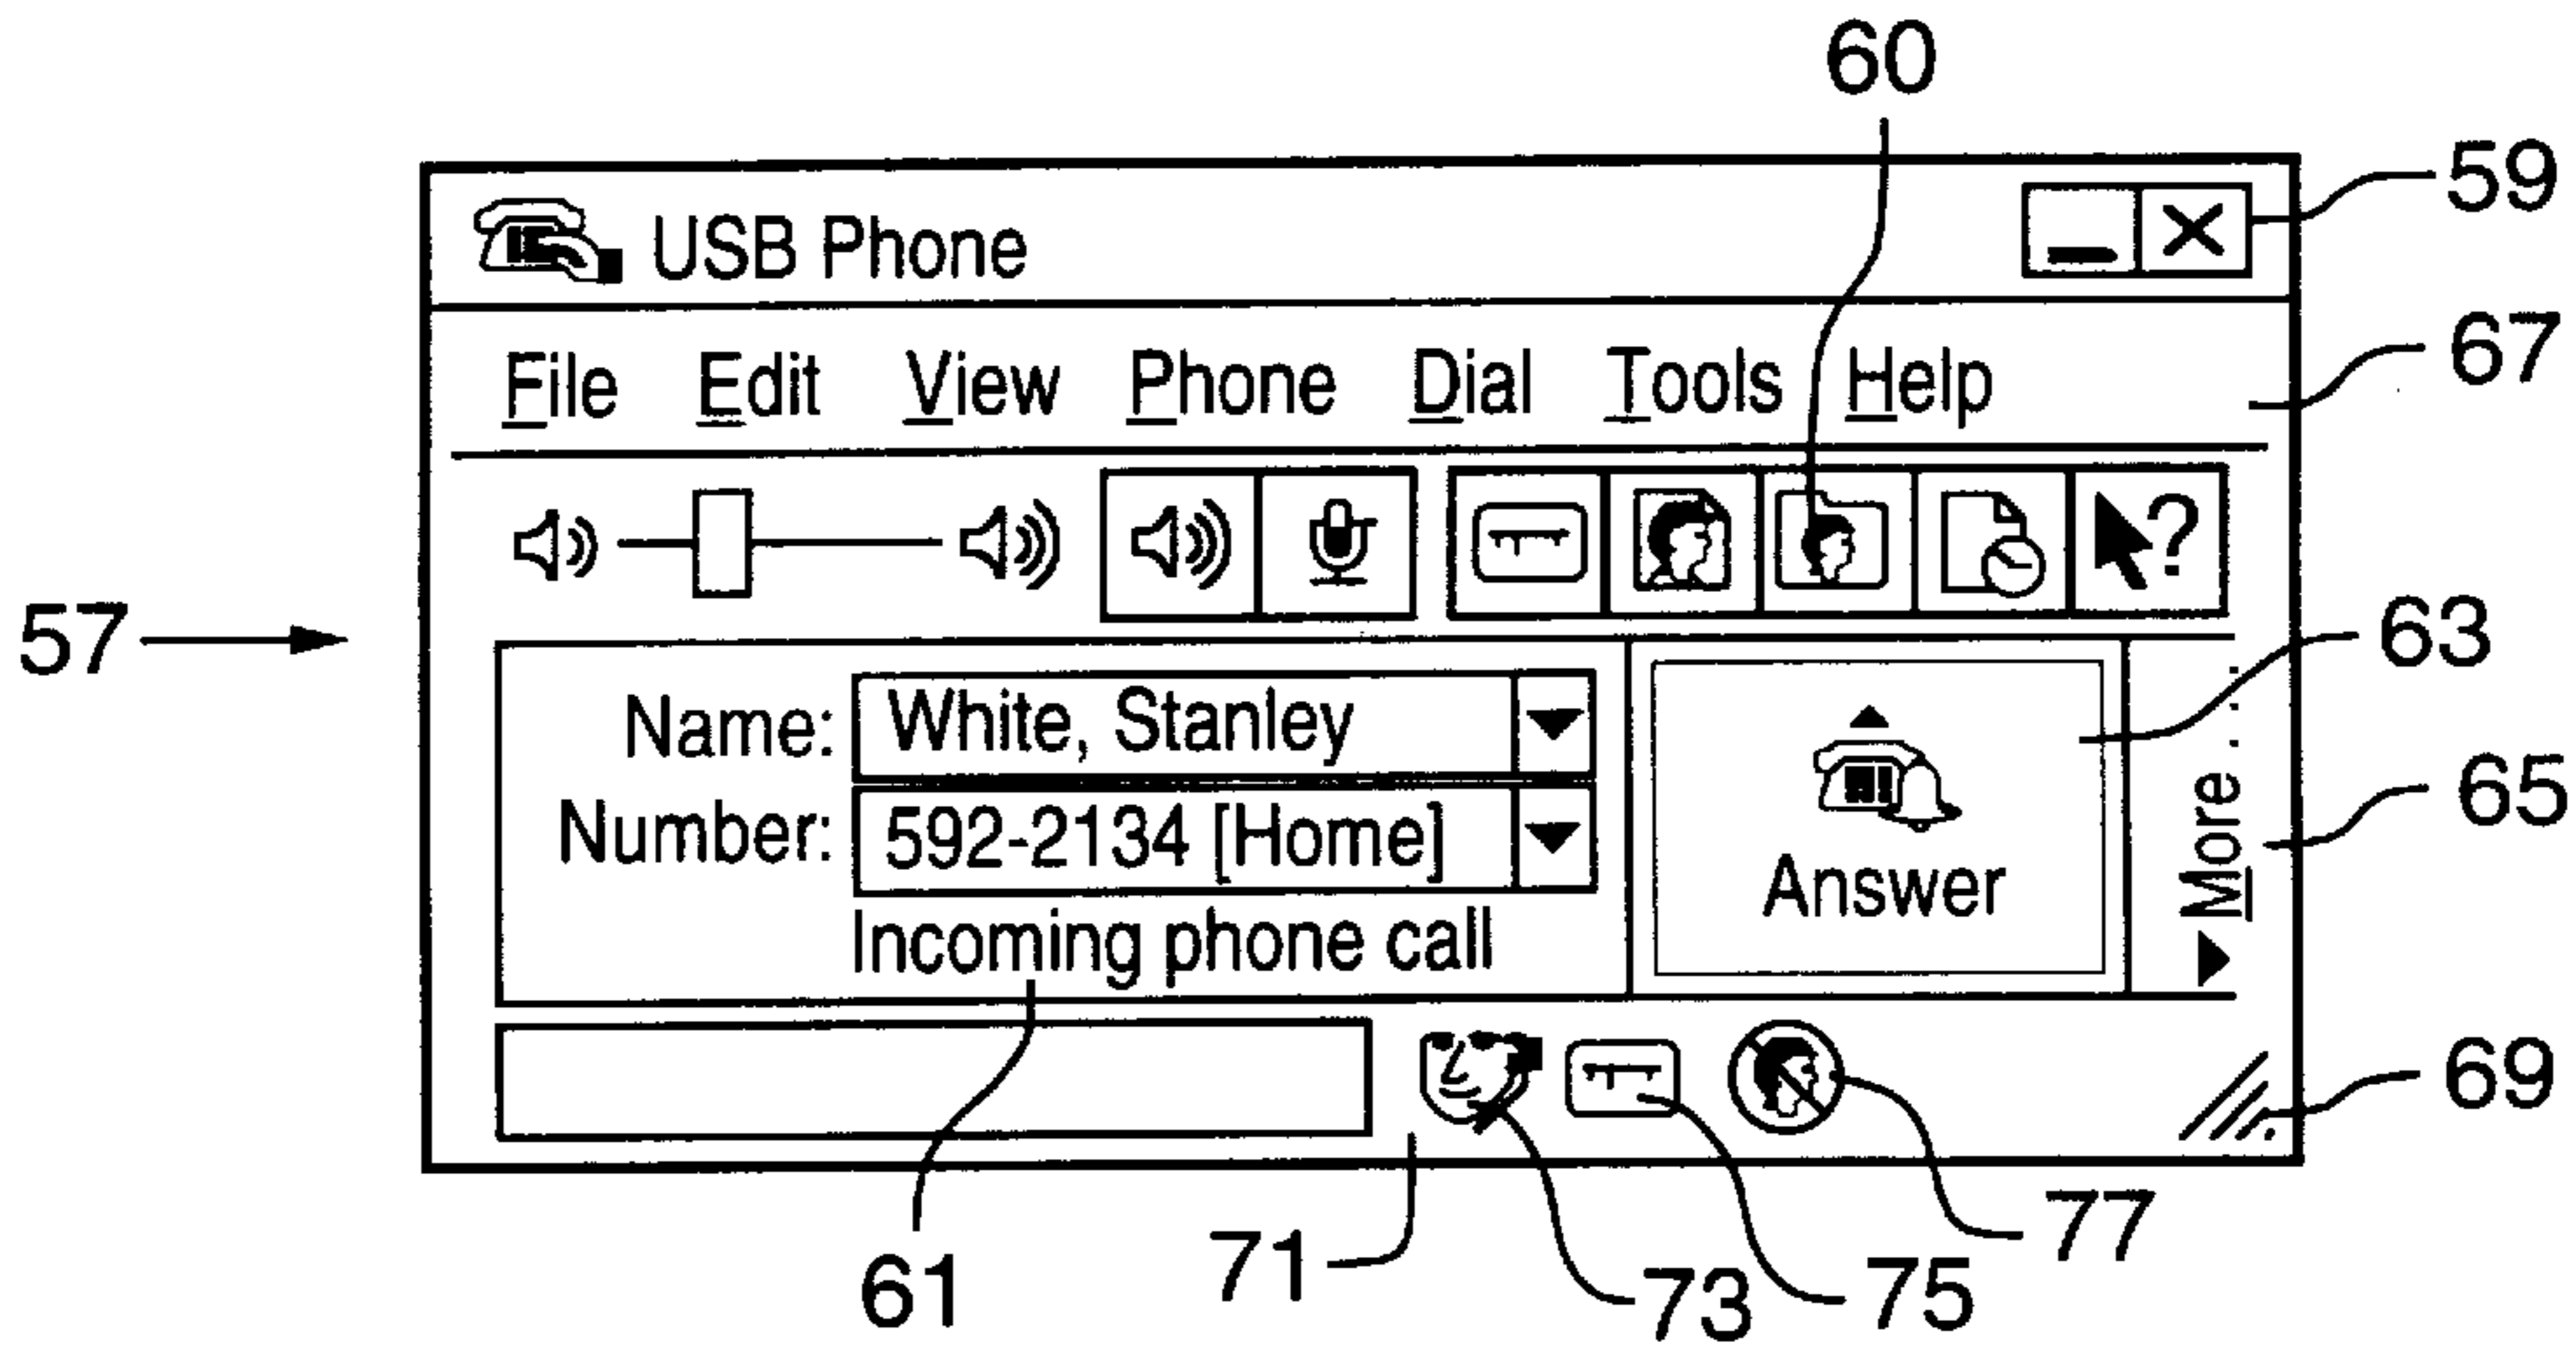 60
59
USB Phone
67
File Edit View Phone Dial Tools Help
?
57
63
Name: White, Stanley
Number: 592-2134 [Home]
Incoming phone call
Answer
More . . .
65
69
61
71
73
75
77